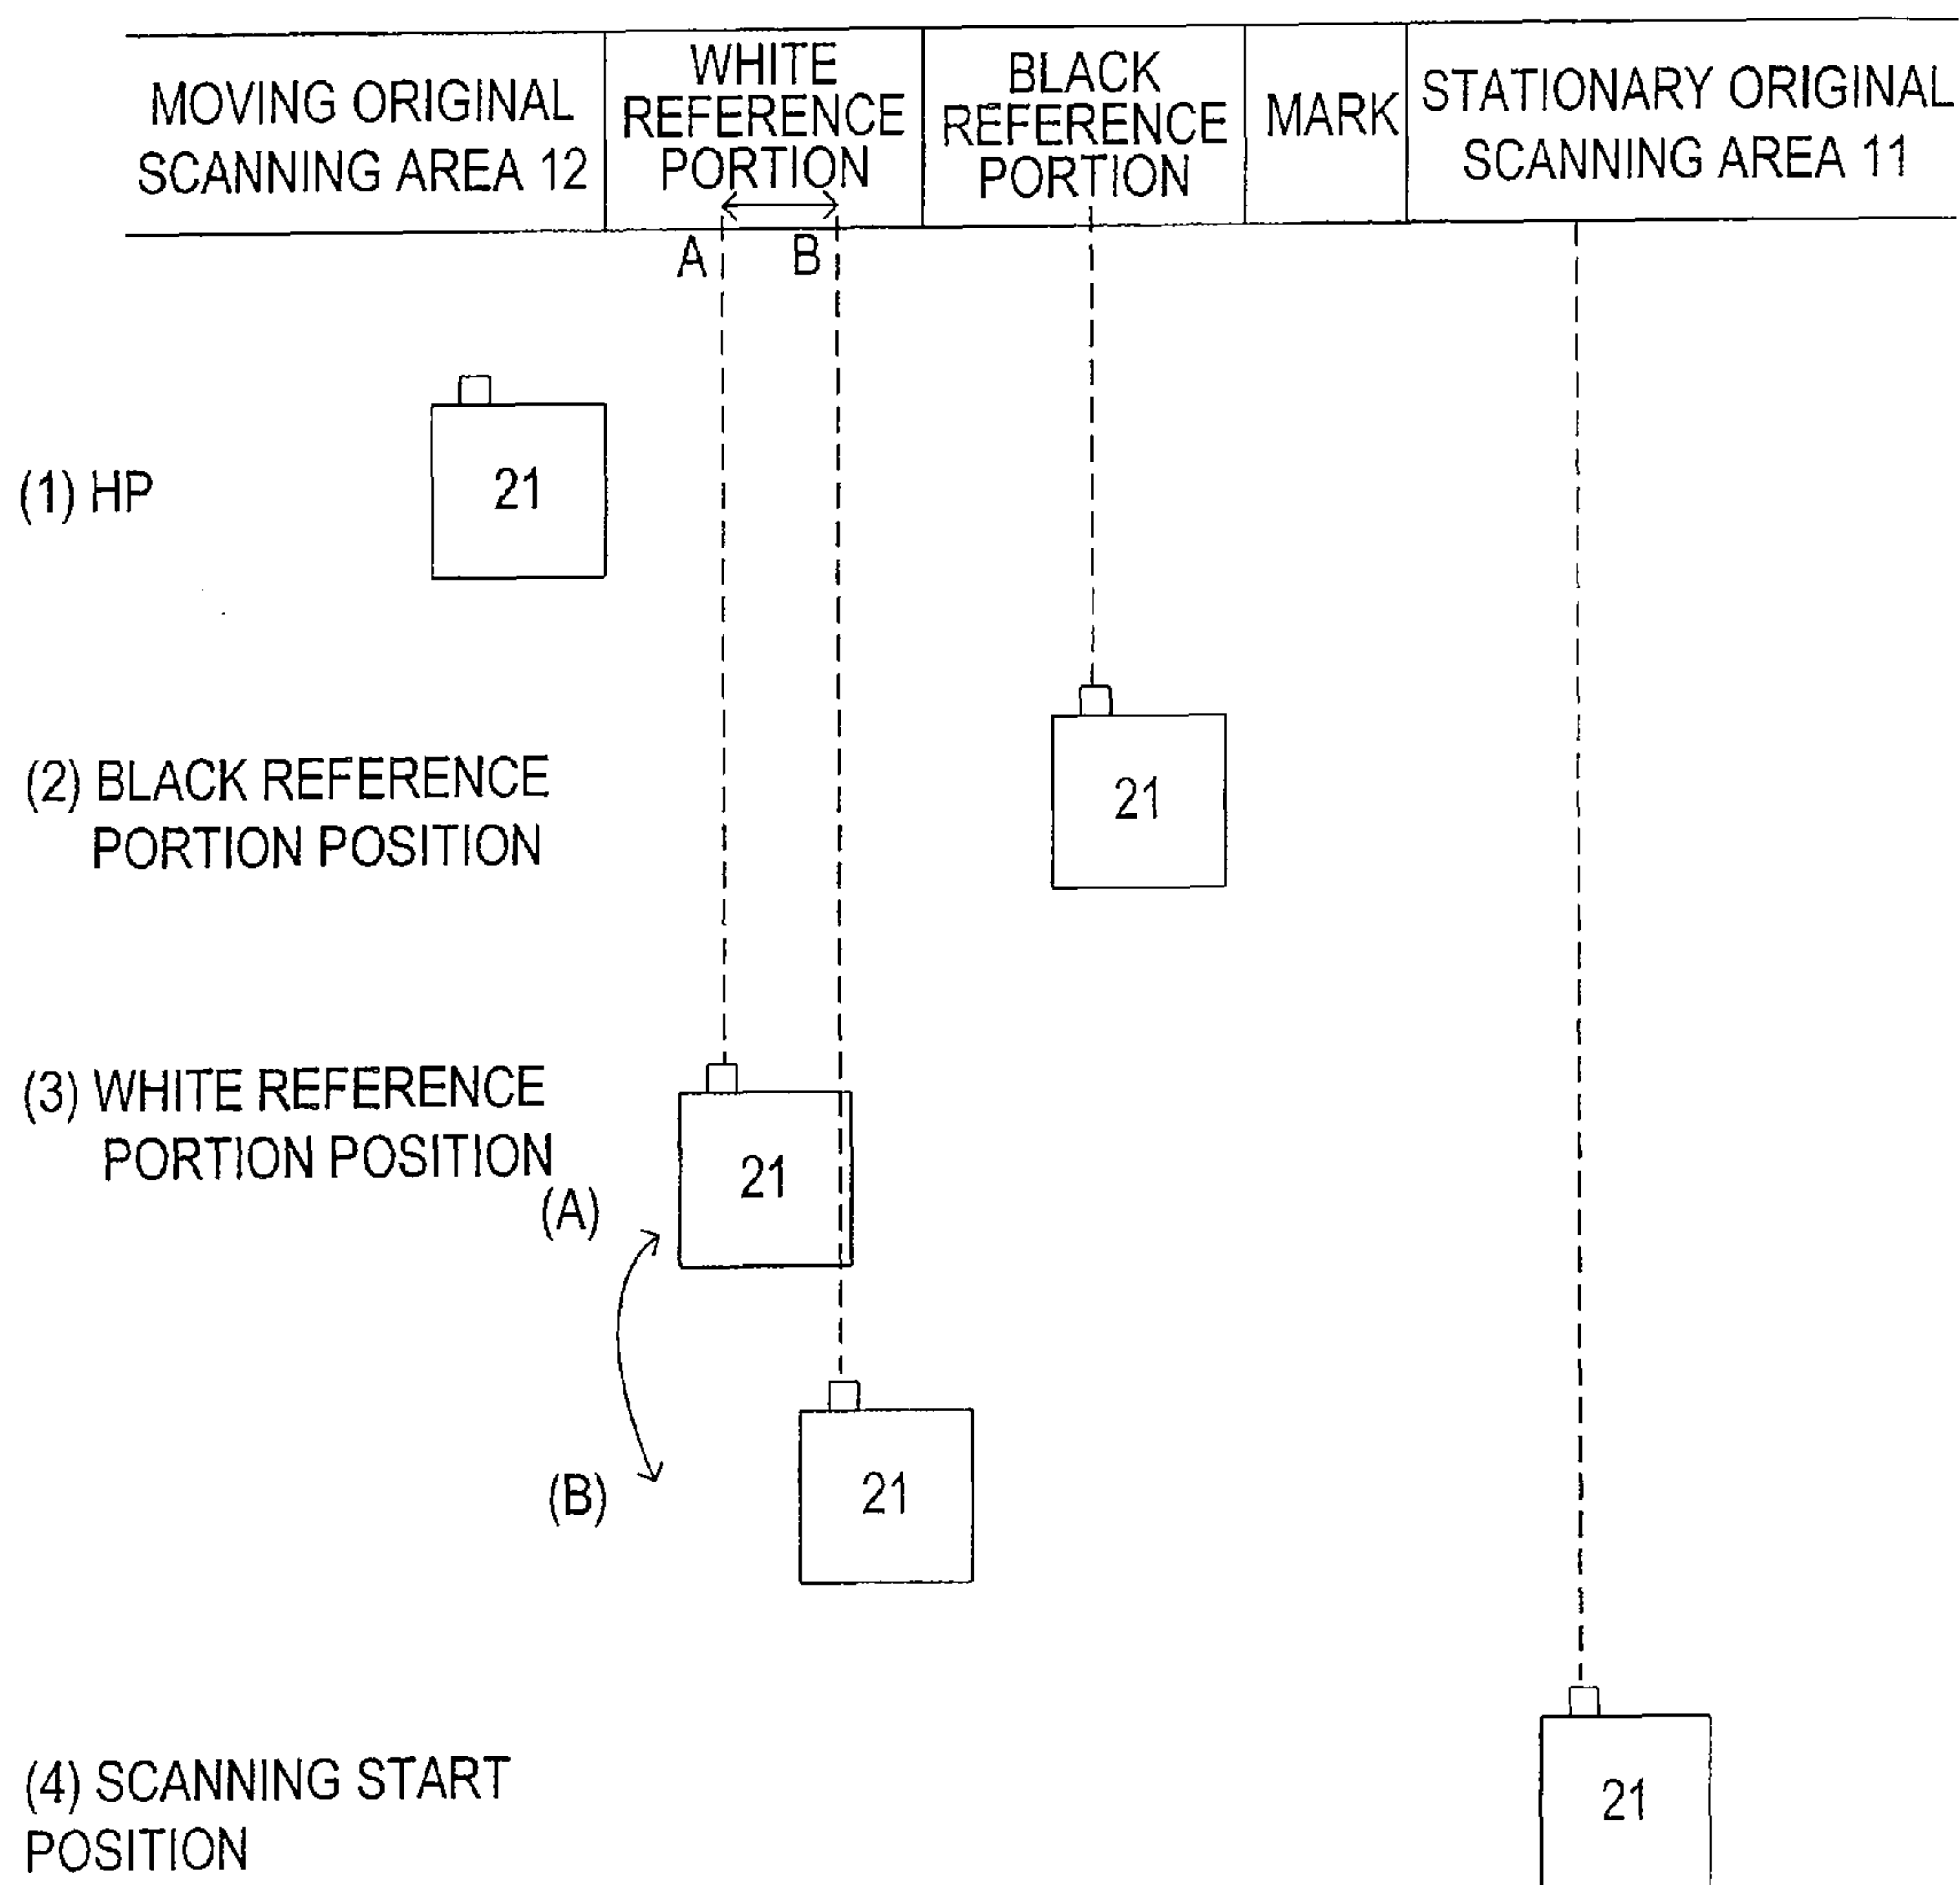 MOVING ORIGINAL
SCANNING AREA 12
WHITE
REFERENCE
PORTION
BLACK
REFERENCE
PORTION
MARK
STATIONARY ORIGINAL
SCANNING AREA 11
A
B
(1) HP
21
(2) BLACK REFERENCE
PORTION POSITION
21
(3) WHITE REFERENCE
PORTION POSITION
(A)
21
(B)
21
(4) SCANNING START
POSITION
21